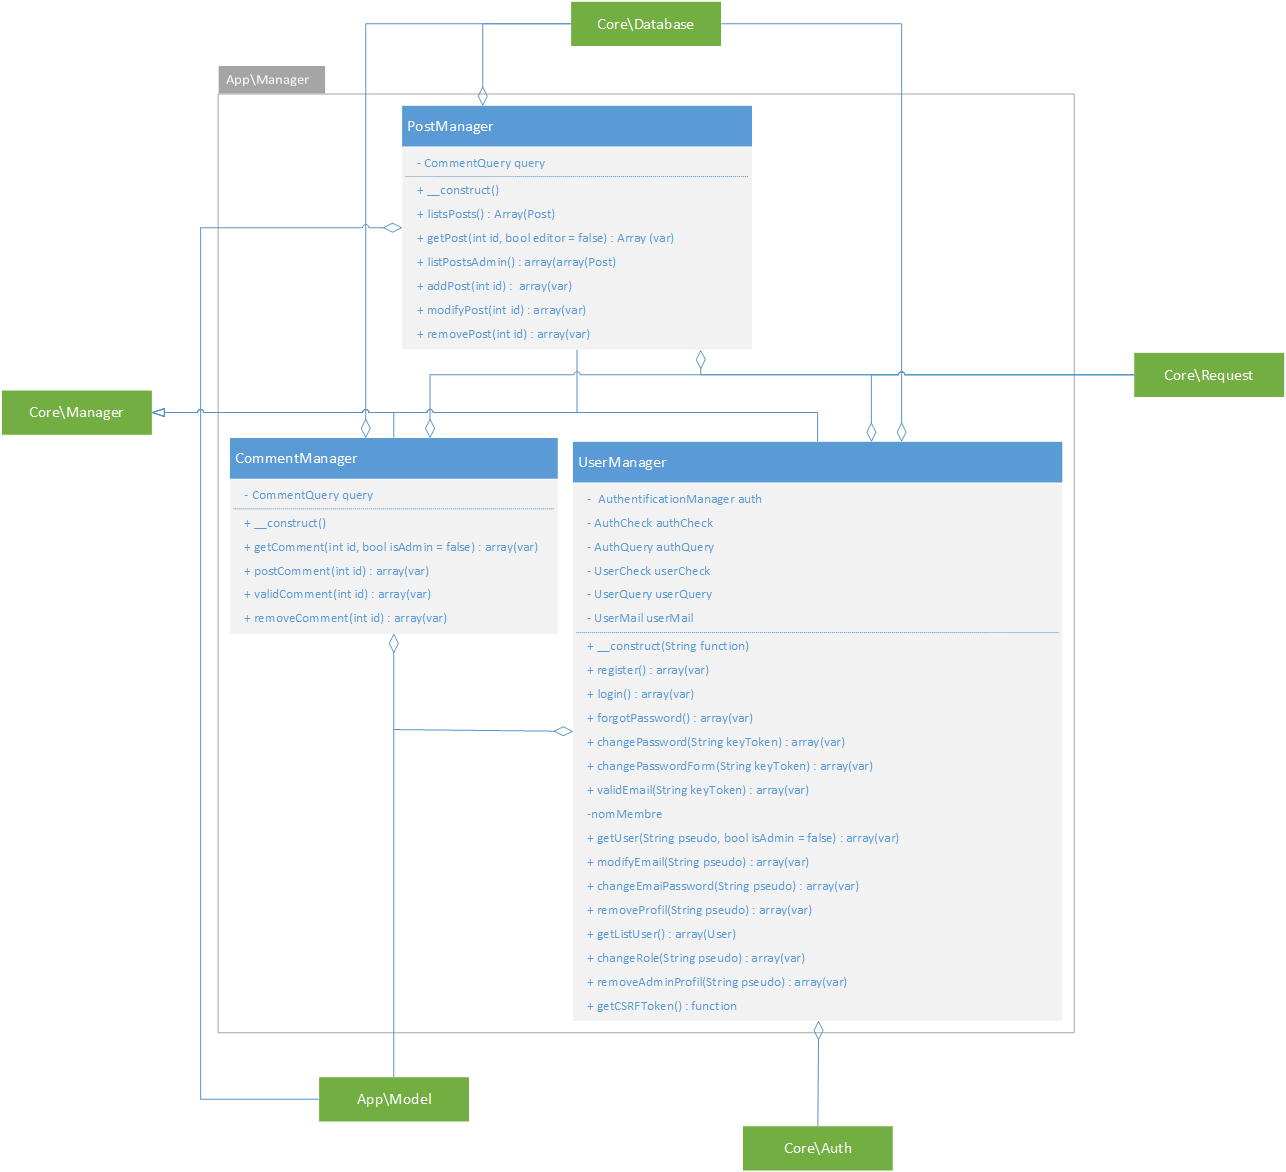 Core\Database
App\Manager
PostManager
- CommentQuery query
+ __construct()
+ listsPosts() : Array(Post)
+ getPost(int id, bool editor = false) : Array (var)
+ listPostsAdmin() : array(array(Post)
+ addPost(int id) :  array(var)
+ modifyPost(int id) : array(var)
+ removePost(int id) : array(var)
Core\Request
Core\Manager
CommentManager
- CommentQuery query
+ __construct()
+ getComment(int id, bool isAdmin = false) : array(var)
+ postComment(int id) : array(var)
+ validComment(int id) : array(var)
+ removeComment(int id) : array(var)
UserManager
-  AuthentificationManager auth
- AuthCheck authCheck
- AuthQuery authQuery
- UserCheck userCheck
- UserQuery userQuery
- UserMail userMail
+ __construct(String function)
+ register() : array(var)
+ login() : array(var)
+ forgotPassword() : array(var)
+ changePassword(String keyToken) : array(var)
+ changePasswordForm(String keyToken) : array(var)
+ validEmail(String keyToken) : array(var)
-nomMembre
+ getUser(String pseudo, bool isAdmin = false) : array(var)
+ modifyEmail(String pseudo) : array(var)
+ changeEmaiPassword(String pseudo) : array(var)
+ removeProfil(String pseudo) : array(var)
+ getListUser() : array(User)
+ changeRole(String pseudo) : array(var)
+ removeAdminProfil(String pseudo) : array(var)
+ getCSRFToken() : function
App\Model
Core\Auth